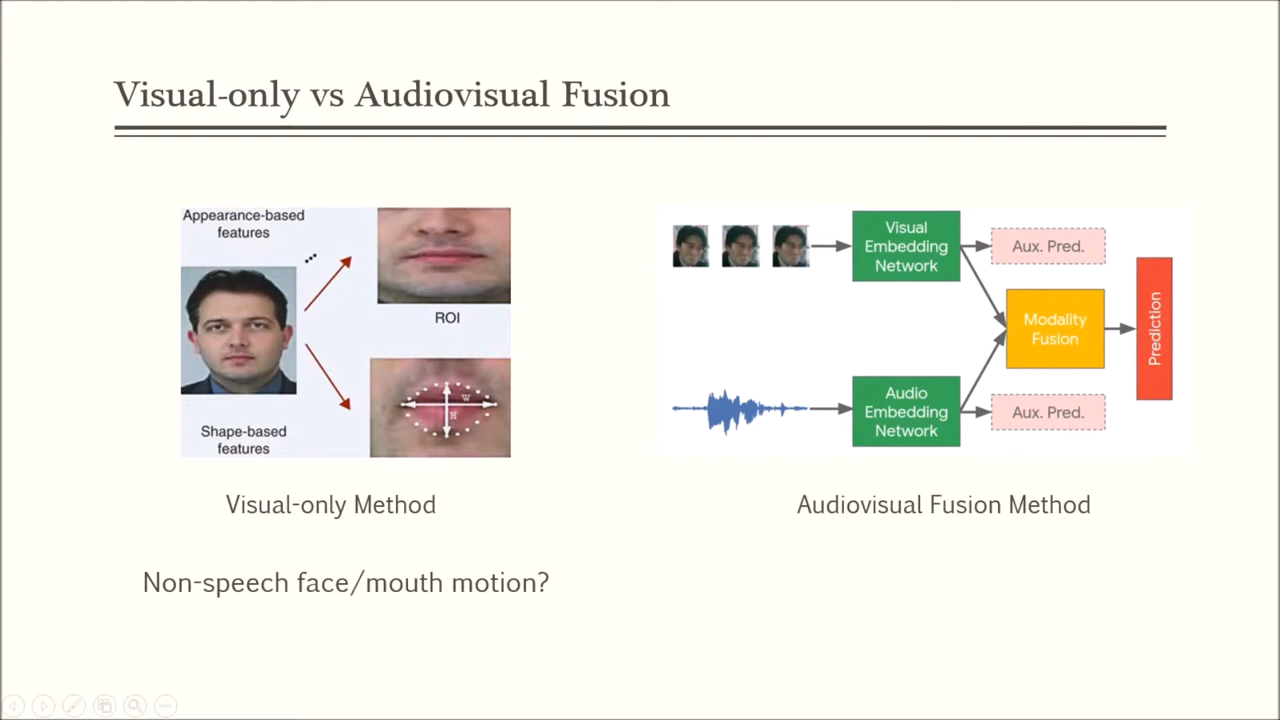 Visual-only vs Audiovisual Fusion
Appearance-based
features
...
ROI
W
H
Shape-based
features
Visual-only Method
Non-speech face/mouth motion?
Visual
Embedding
Network
Aux. Pred.
Modality
Fusion
Prediction
Audio
Embedding
Network
Aux. Pred.
Audiovisual Fusion Method